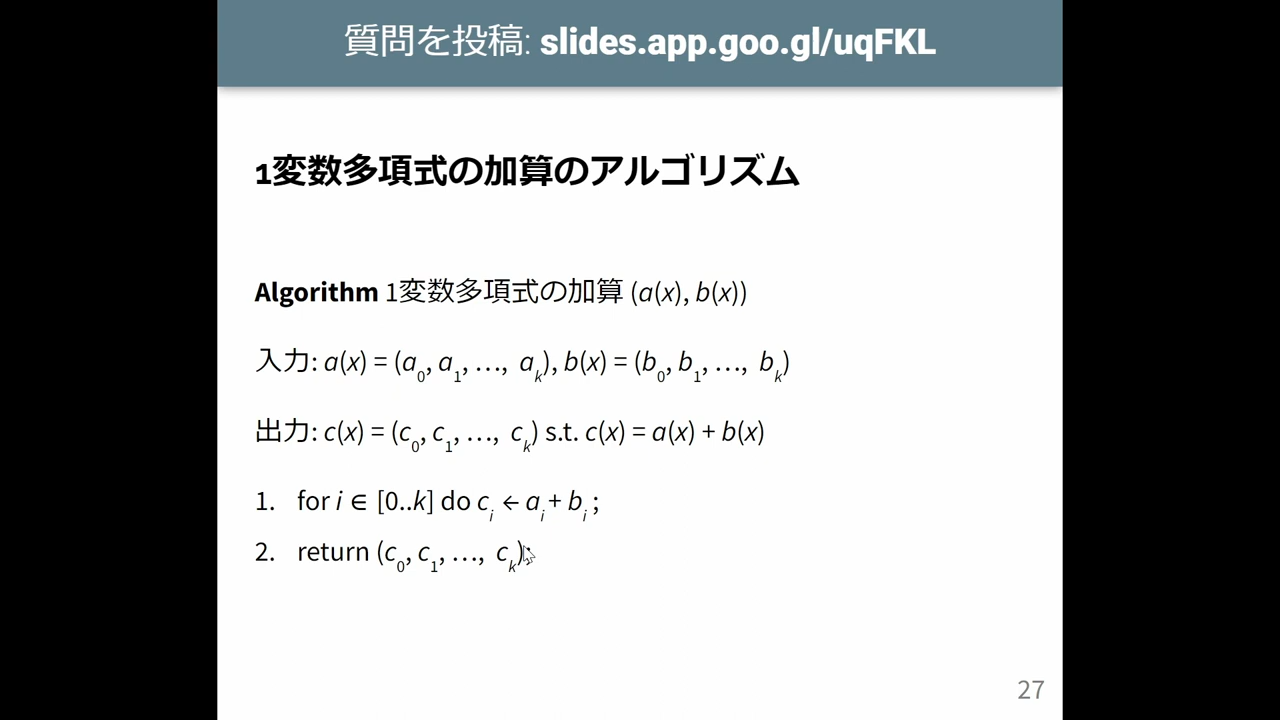 質問を投稿: slides.app.goo.gl/uqFKL
1変数多項式の加算のアルゴリズム
Algorithm 1変数多項式の加算 (a(x), b(x))
入力: a(x) = (a₀, a₁, …, aₖ), b(x) = (b₀, b₁, …, bₖ)
出力: c(x) = (c₀, c₁, …, cₖ) s.t. c(x) = a(x) + b(x)
1. for i ∈ [0..k] do cᵢ ← aᵢ + bᵢ ;
2. return (c₀, c₁, …, cₖ)
27